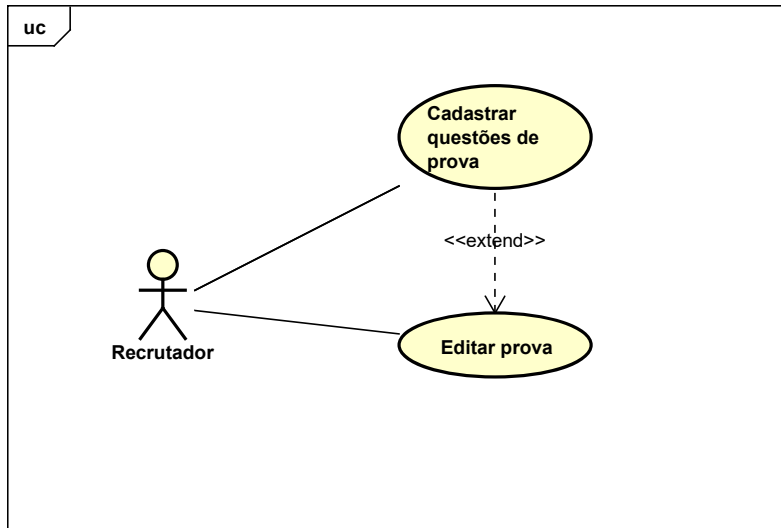 uc
Cadastrar
questões de
prova
<<extend>>
Recrutador
Editar prova